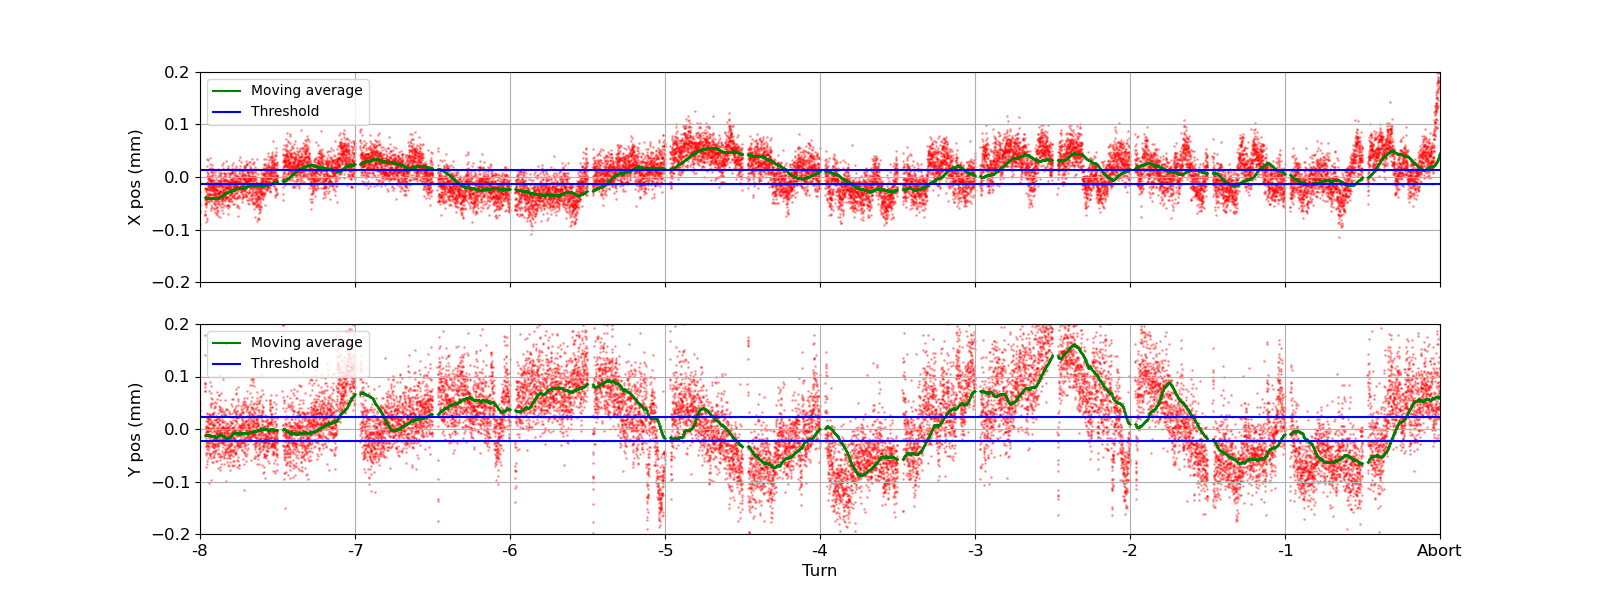 0.2
0.1
0.0
−0.1
−0.2
X pos (mm)
Moving average
Threshold
0.2
0.1
0.0
−0.1
−0.2
Y pos (mm)
Moving average
Threshold
-8 -7 -6 -5 -4 -3 -2 -1 Abort
Turn